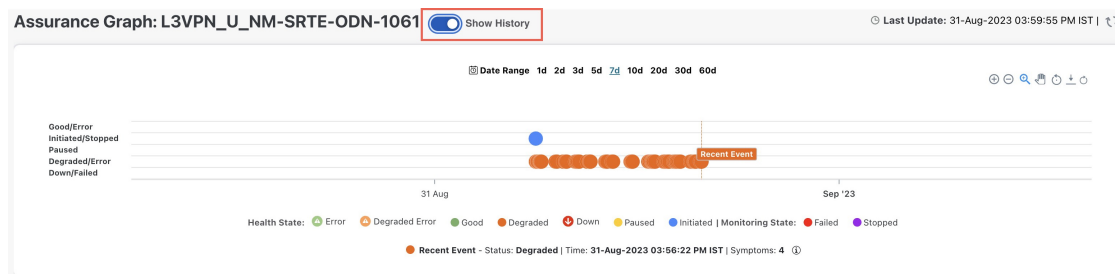 Assurance Graph: L3VPN_U_NM-SRTE-ODN-1061 Show History Last Update: 31-Aug-2023 03:59:55 PM IST |
Date Range 1d 2d 3d 5d 7d 10d 20d 30d 60d
Good/Error
Initiated/Stopped
Paused
Degraded/Error
Down/Failed
Recent Event
31 Aug Sep '23
Health State: Error Degraded Error Good Degraded Down Paused Initiated | Monitoring State: Failed Stopped
Recent Event - Status: Degraded | Time: 31-Aug-2023 03:56:22 PM IST | Symptoms: 4